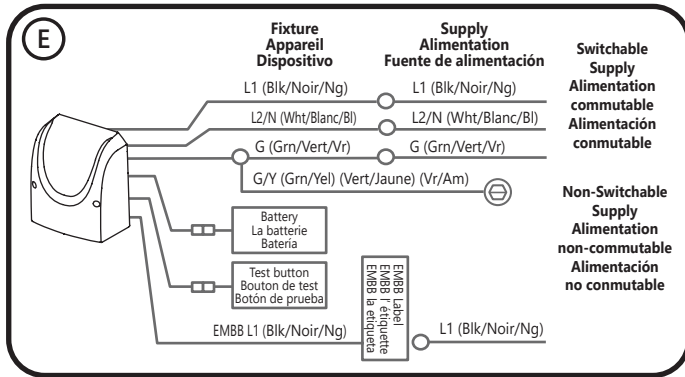 E
Fixture
Appareil
Dispositivo
Supply
Alimentation
Fuente de alimentación
Switchable
Supply
Alimentation
commutable
Alimentación
conmutable
L1 (Blk/Noir/Ng)
L1 (Blk/Noir/Ng)
L2/N (Wht/Blanc/Bl)
L2/N (Wht/Blanc/Bl)
G (Grn/Vert/Vr)
G (Grn/Vert/Vr)
G/Y (Grn/Yel) (Vert/Jaune) (Vr/Am)
Non-Switchable
Supply
Alimentation
non-commutable
Alimentación
no conmutable
Battery
La batterie
Batería
Test button
Bouton de test
Botón de prueba
EMBB L1 (Blk/Noir/Ng)
EMBB Label
EMBB l' étiquette
EMBB la etiqueta
L1 (Blk/Noir/Ng)